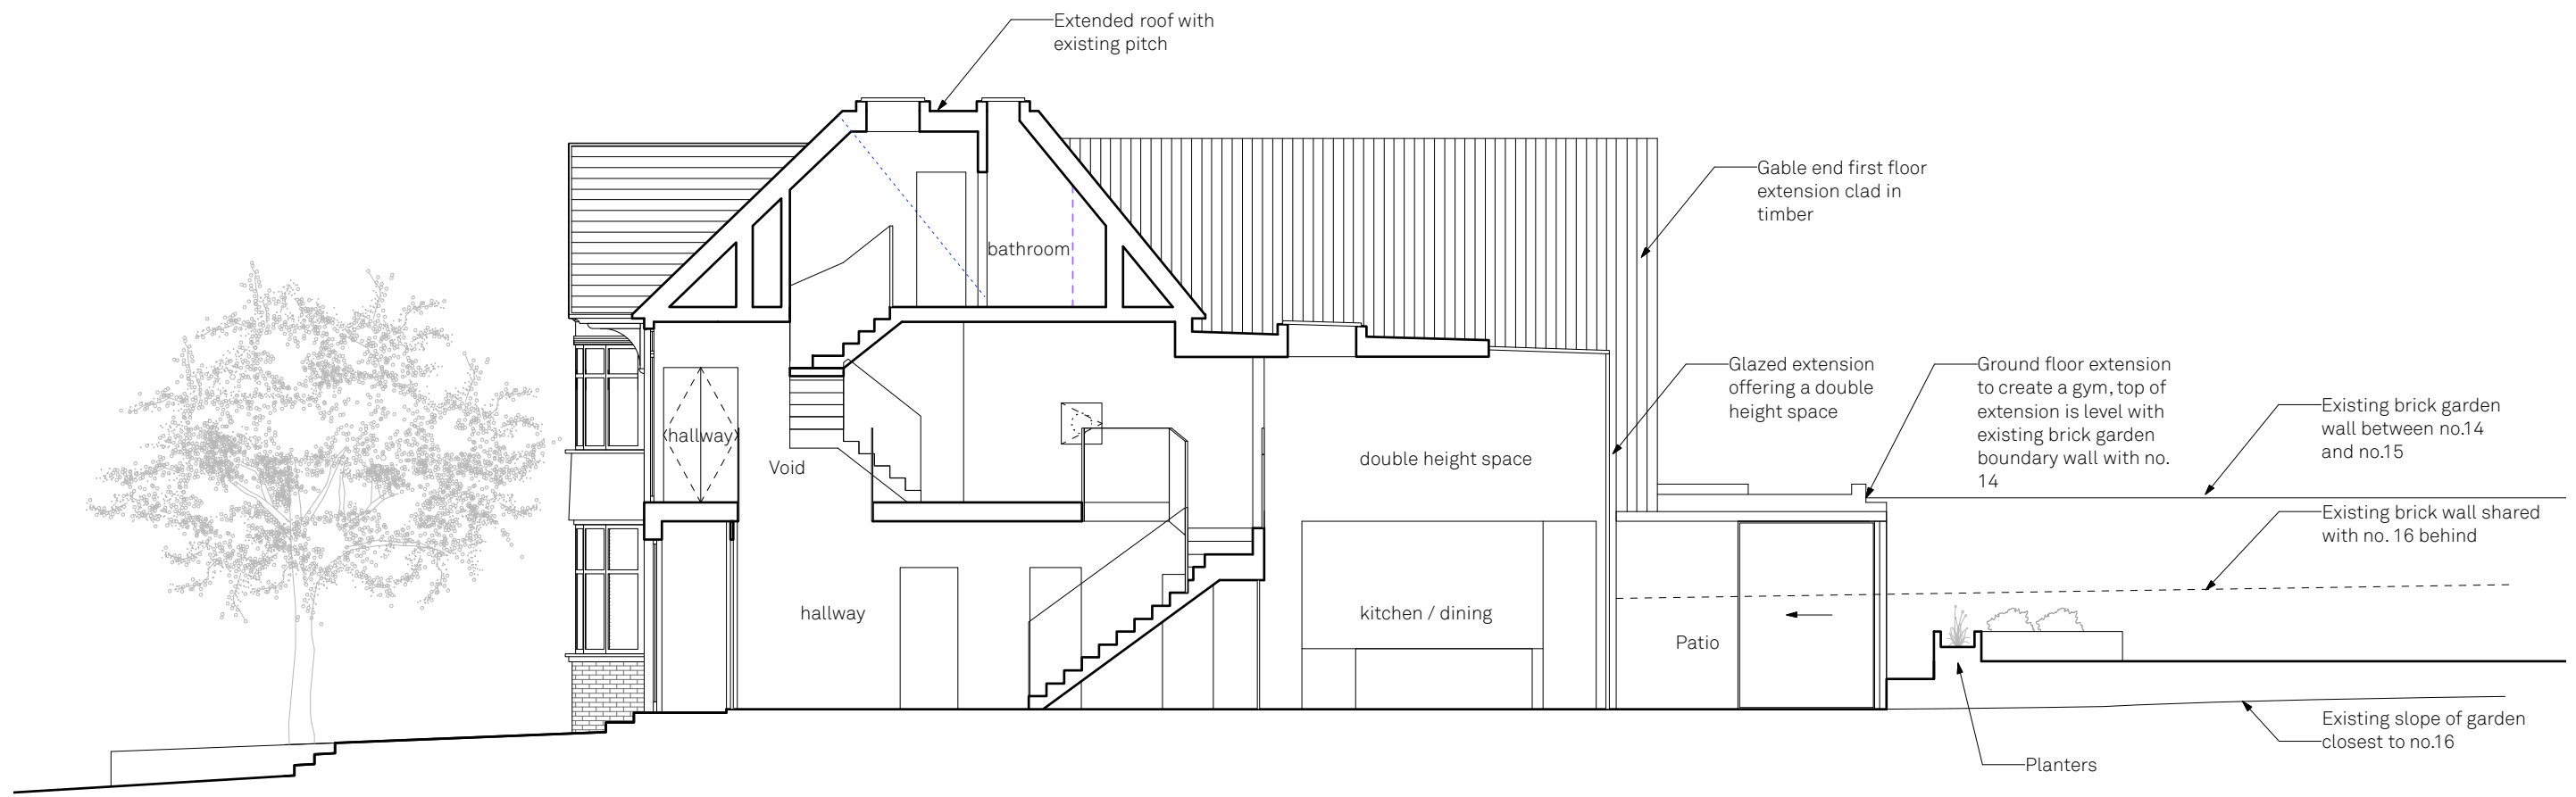 Extended roof with
existing pitch
Gable end first floor
extension clad in
timber
bathroom
Glazed extension
offering a double
height space
Ground floor extension
to create a gym, top of
extension is level with
existing brick garden
boundary wall with no.
14
Existing brick garden
wall between no.14
and no.15
hallway
Void
double height space
Existing brick wall shared
with no. 16 behind
hallway
kitchen / dining
Patio
Existing slope of garden
closest to no.16
Planters